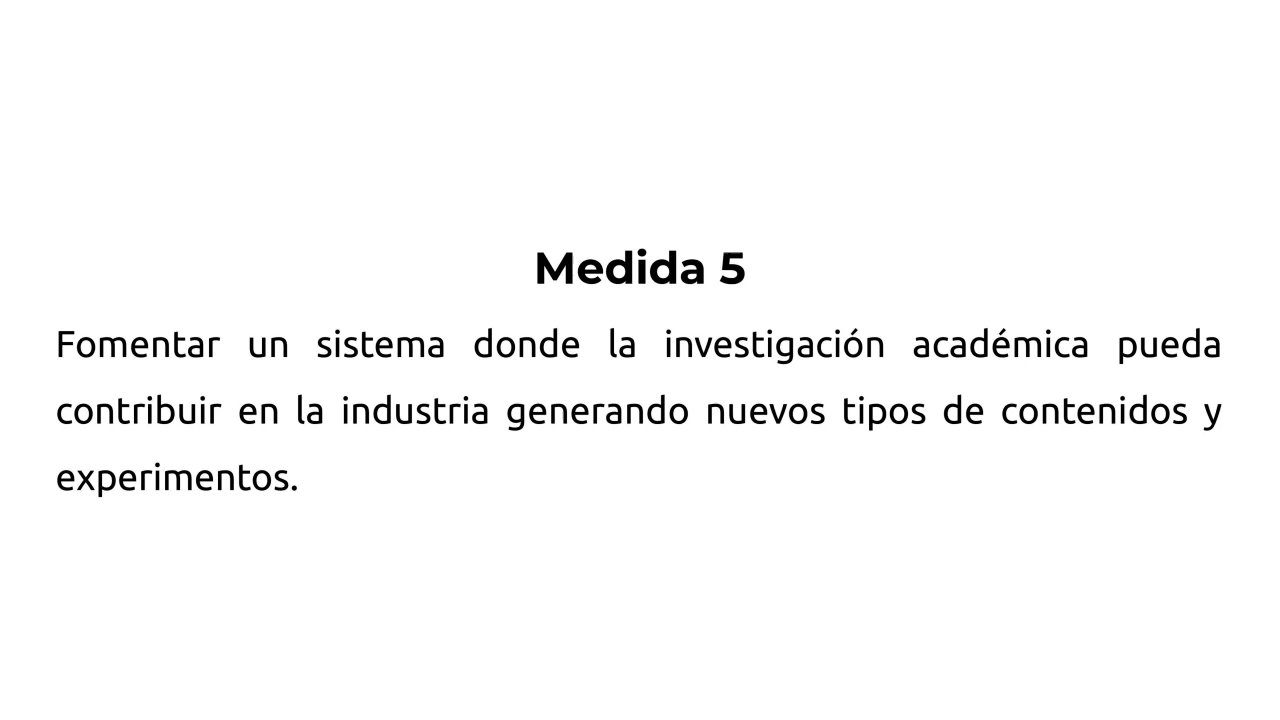 Medida 5
Fomentar un sistema donde la investigación académica pueda
contribuir en la industria generando nuevos tipos de contenidos y
experimentos.